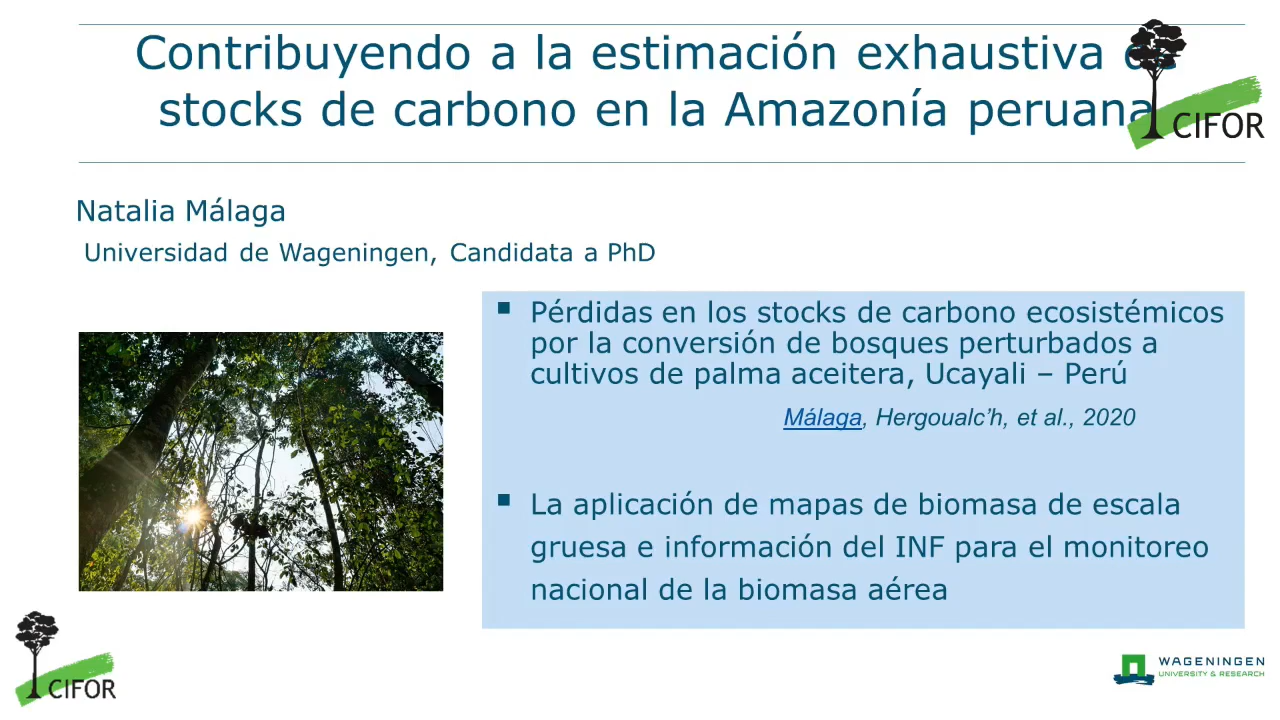 Contribuyendo a la estimación exhaustiva de
stocks de carbono en la Amazonía peruana
CIFOR
Natalia Málaga
Universidad de Wageningen, Candidata a PhD
▪ Pérdidas en los stocks de carbono ecosistémicos
por la conversión de bosques perturbados a
cultivos de palma aceitera, Ucayali – Perú
Málaga, Hergoualc’h, et al., 2020
▪ La aplicación de mapas de biomasa de escala
gruesa e información del INF para el monitoreo
nacional de la biomasa aérea
CIFOR
WAGENINGEN
UNIVERSITY & RESEARCH